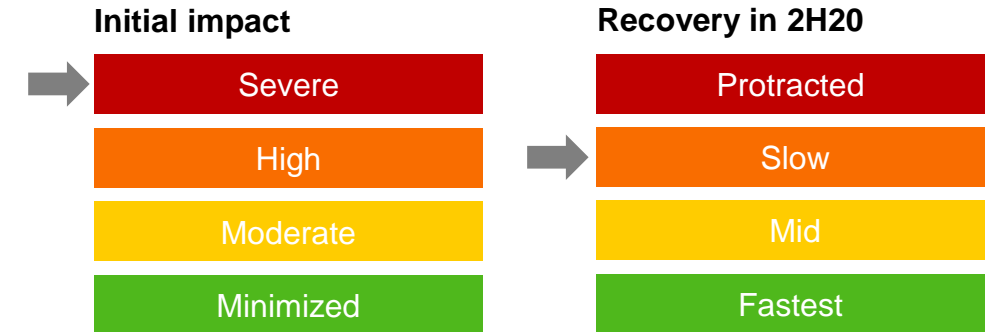 Initial impact
Severe
High
Moderate
Minimized
Recovery in 2H20
Protracted
Slow
Mid
Fastest